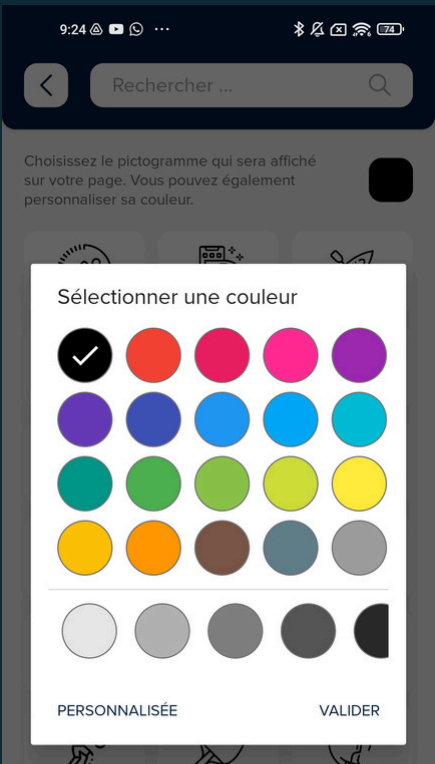 9:24
74
Rechercher ...
Choisissez le pictogramme qui sera affiché
sur votre page. Vous pouvez également
personnaliser sa couleur.
Sélectionner une couleur
PERSONNALISÉE
VALIDER